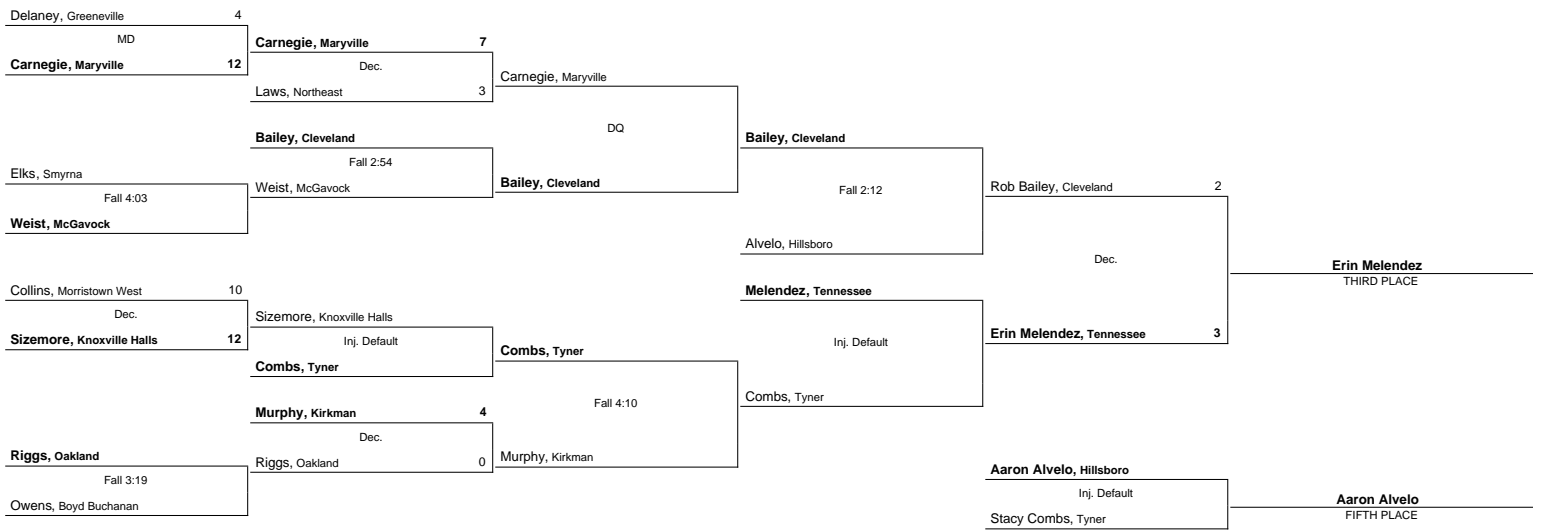 Delaney, Greeneville 4
MD
Carnegie, Maryville 12
Elks, Smyrna
Fall 4:03
Weist, McGavock
Collins, Morristown West 10
Dec.
Sizemore, Knoxville Halls 12
Riggs, Oakland
Fall 3:19
Owens, Boyd Buchanan
Carnegie, Maryville 7
Dec.
Laws, Northeast 3
Bailey, Cleveland
Fall 2:54
Weist, McGavock
Sizemore, Knoxville Halls
Inj. Default
Combs, Tyner
Murphy, Kirkman 4
Dec.
Riggs, Oakland 0
Carnegie, Maryville
DQ
Bailey, Cleveland
Combs, Tyner
Fall 4:10
Murphy, Kirkman
Bailey, Cleveland
Fall 2:12
Alvelo, Hillsboro
Melendez, Tennessee
Inj. Default
Combs, Tyner
Rob Bailey, Cleveland 2
Dec.
Erin Melendez, Tennessee 3
Erin Melendez
THIRD PLACE
Aaron Alvelo, Hillsboro
Inj. Default
Stacy Combs, Tyner
Aaron Alvelo
FIFTH PLACE